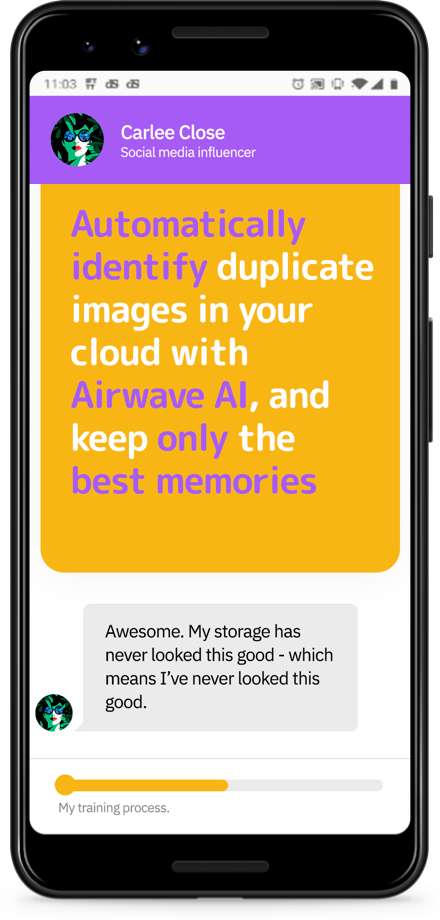 11:03
Carlee Close
Social media influencer
Automatically
identify duplicate
images in your
cloud with
Airwave AI, and
keep only the
best memories
Awesome. My storage has
never looked this good - which
means I've never looked this
good.
My training process.